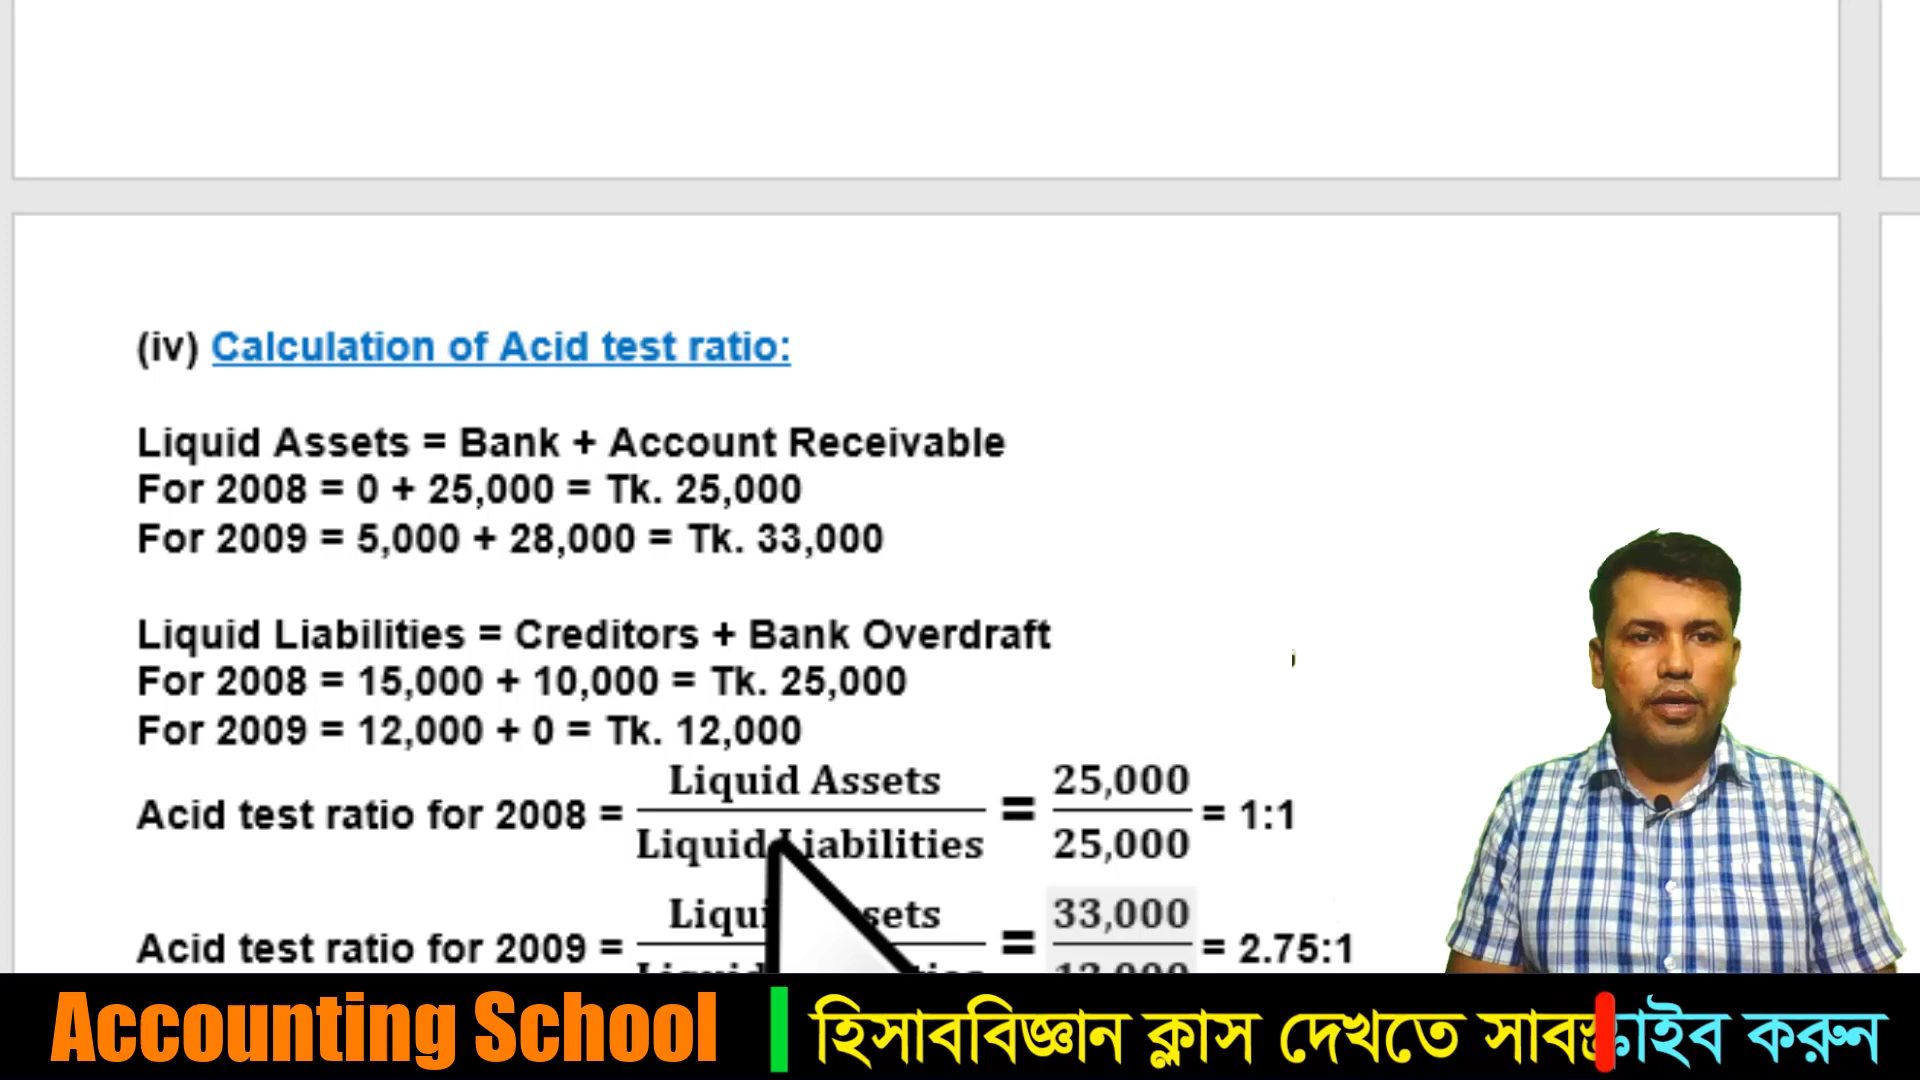 (iv) Calculation of Acid test ratio:
Liquid Assets = Bank + Account Receivable
For 2008 = 0 + 25,000 = Tk. 25,000
For 2009 = 5,000 + 28,000 = Tk. 33,000
Liquid Liabilities = Creditors + Bank Overdraft
For 2008 = 15,000 + 10,000 = Tk. 25,000
For 2009 = 12,000 + 0 = Tk. 12,000
Acid test ratio for 2008 = Liquid Assets / Liquid Liabilities = 25,000 / 25,000 = 1:1
Acid test ratio for 2009 = = 33,000 / 12,000 = 2.75:1
Accounting School হিসাববিজ্ঞান ক্লাস দেখতে সাবস্ক্রাইব করুন